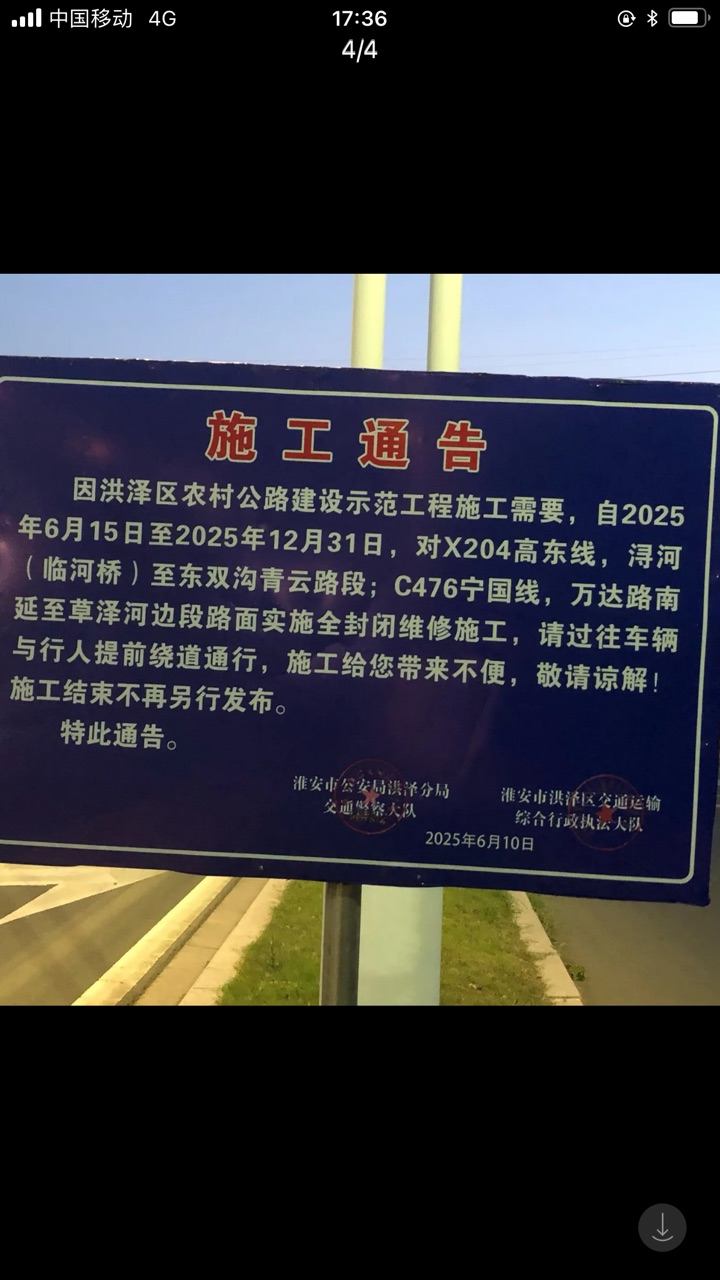 中国移动 4G 17:36
4/4
施工通告
因洪泽区农村公路建设示范工程施工需要，自2025
年6月15日至2025年12月31日，对X204高东线，浔河
（临河桥）至东双沟青云路段；C476宁国线，万达路南
延至草泽河边段路面实施全封闭维修施工，请过往车辆
与行人提前绕道通行，施工给您带来不便，敬请谅解！
施工结束不再另行发布。
特此通告。
淮安市公安局洪泽分局
交通警察大队
淮安市洪泽区交通运输
综合行政执法大队
2025年6月10日